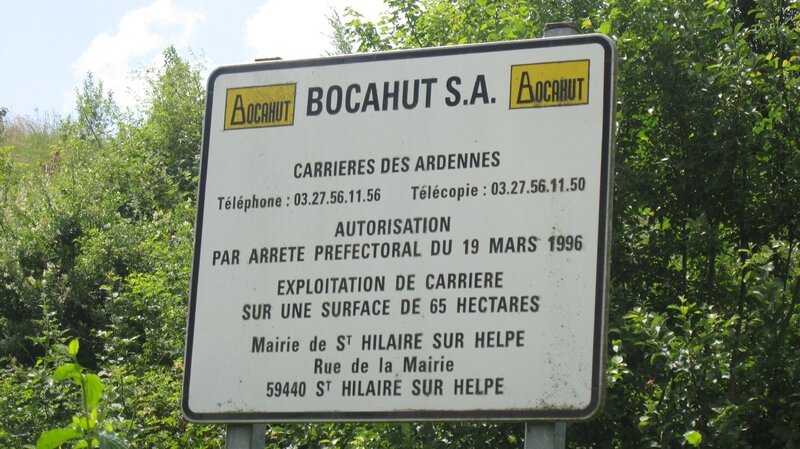 BOCAHUT BOCAHUT S.A. BOCAHUT
CARRIERES DES ARDENNES
Téléphone : 03.27.56.11.56 Télécopie : 03.27.56.11.50
AUTORISATION
PAR ARRETE PREFECTORAL DU 19 MARS 1996
EXPLOITATION DE CARRIERE
SUR UNE SURFACE DE 65 HECTARES
Mairie de ST HILAIRE SUR HELPE
Rue de la Mairie
59440 ST HILAIRE SUR HELPE